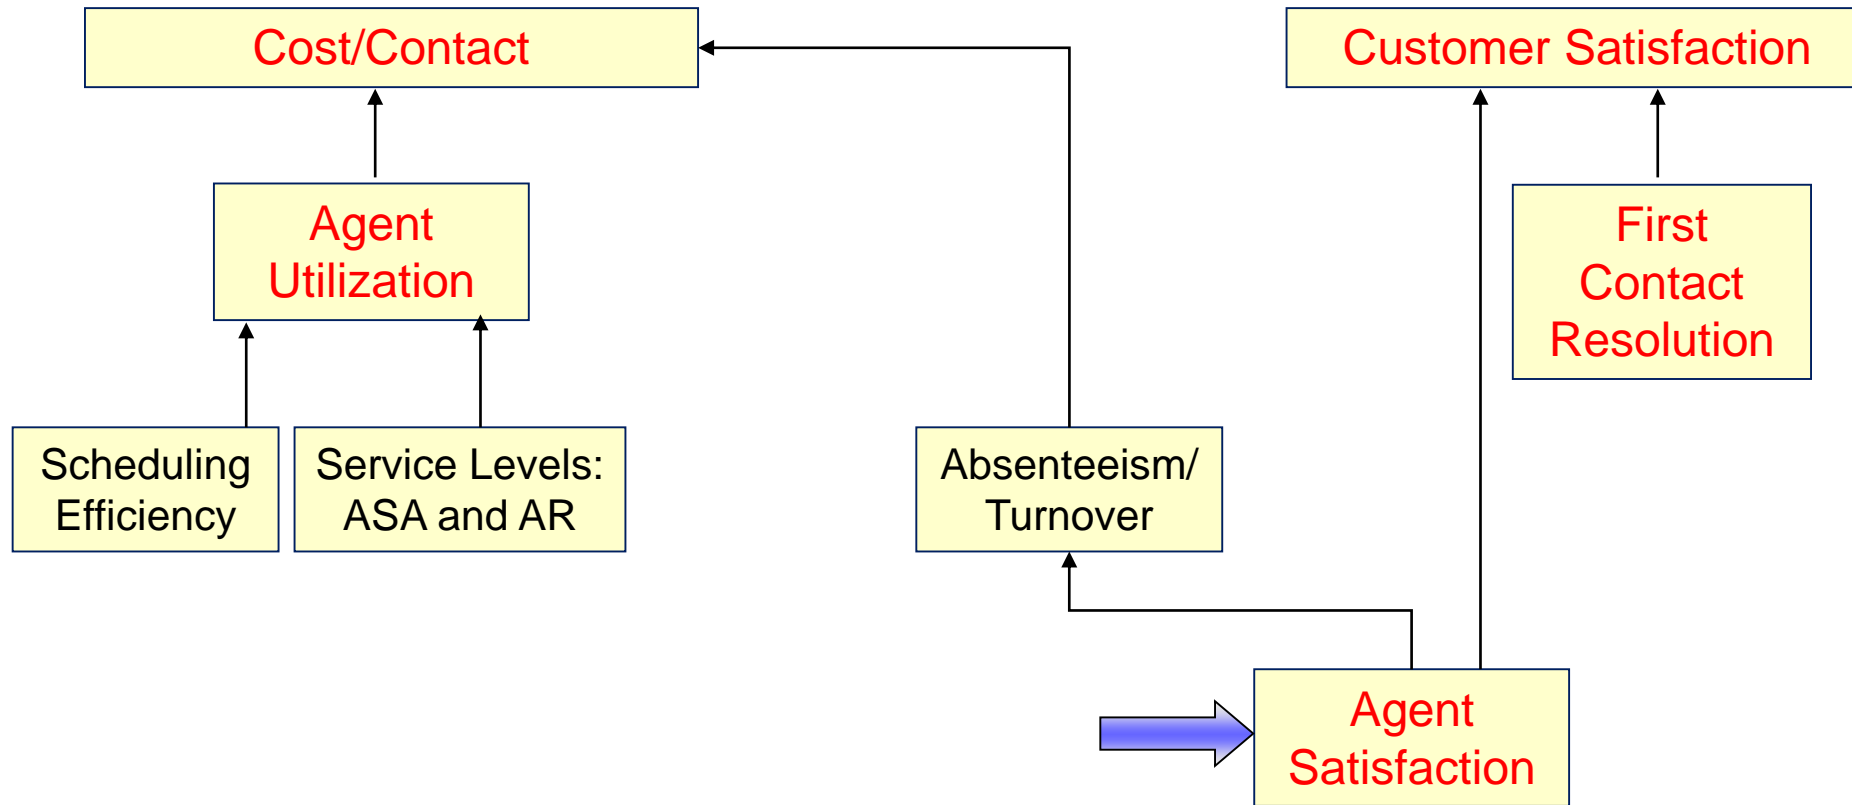 Cost/Contact
Customer Satisfaction
Agent
Utilization
First
Contact
Resolution
Scheduling
Efficiency
Service Levels:
ASA and AR
Absenteeism/
Turnover
Agent
Satisfaction